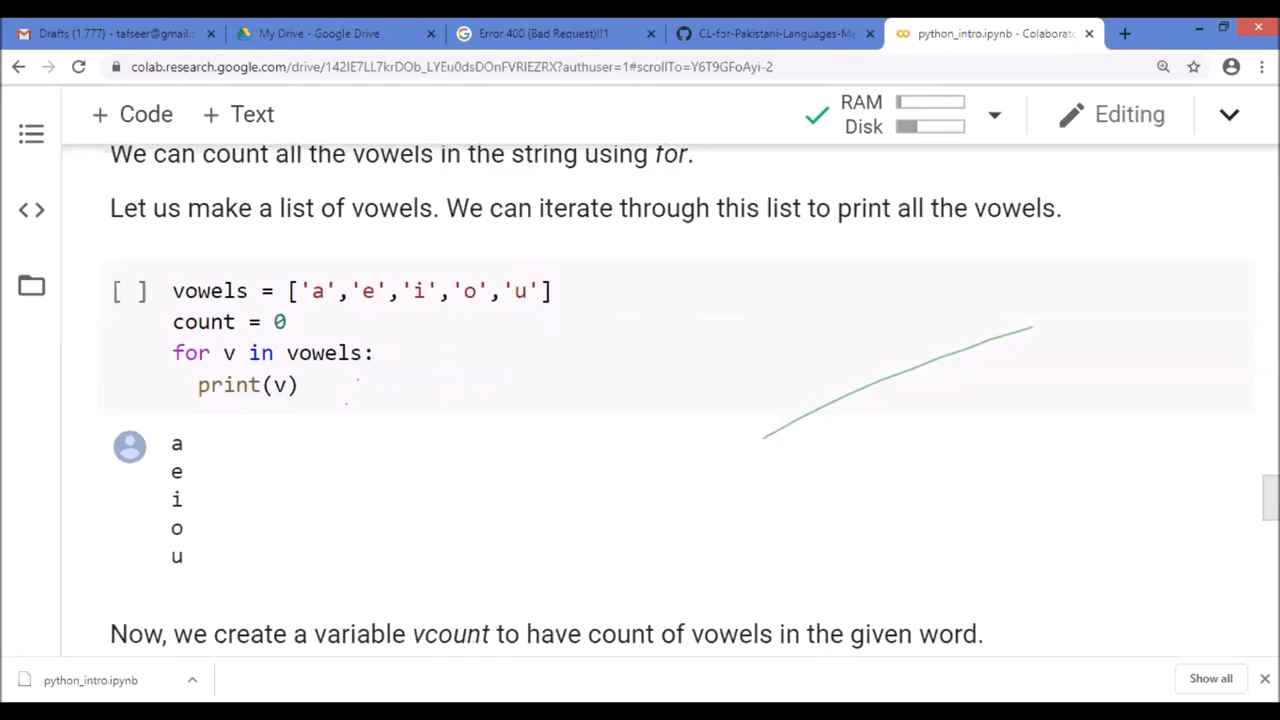 Drafts (1,777) - tafseer@gmail.
My Drive - Google Drive
Error 400 (Bad Request)!!1
CL-for-Pakistani-Languages-Ma
python_intro.ipynb - Colaborato
colab.research.google.com/drive/142IE7LL7krDOb_LYEu0dsDOnFVRIEZRX?authuser=1#scrollTo=Y6T9GFoAyi-2
+ Code + Text
RAM
Disk
Editing
We can count all the vowels in the string using for.
Let us make a list of vowels. We can iterate through this list to print all the vowels.
[ ] vowels = ['a','e','i','o','u']
count = 0
for v in vowels:
print(v)
a
e
i
o
u
Now, we create a variable vcount to have count of vowels in the given word.
python_intro.ipynb
Show all